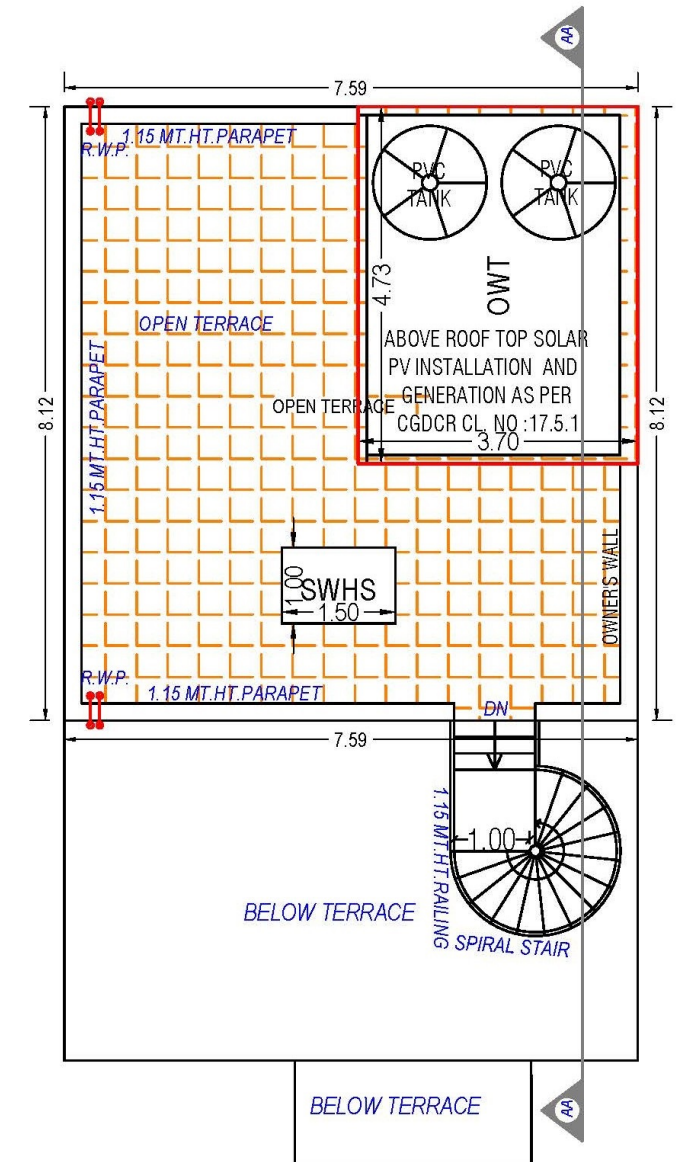 AA
7.59
1.15 MT.HT.PARAPET
R.W.P.
PVC
TANK
PVC
TANK
4.73
OWT
OPEN TERRACE
ABOVE ROOF TOP SOLAR
PV INSTALLATION AND
GENERATION AS PER
CGDCR CL. NO :17.5.1
3.70
OPEN TERRACE
1.15 MT.HT.PARAPET
8.12
8.12
1.00
SWHS
1.50
OWNER'S WALL
R.W.P.
1.15 MT.HT.PARAPET
DN
7.59
1.15 MT.HT.RAILING
1.00
BELOW TERRACE
SPIRAL STAIR
BELOW TERRACE
AA